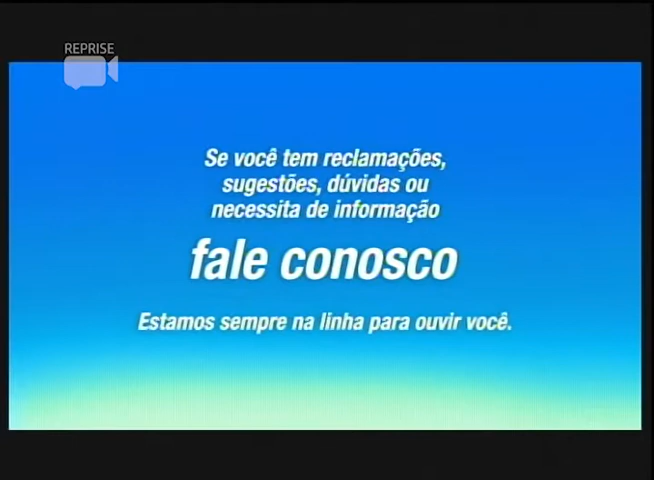 REPRISE
Se você tem reclamações,
sugestões, dúvidas ou
necessita de informação
fale conosco
Estamos sempre na linha para ouvir você.